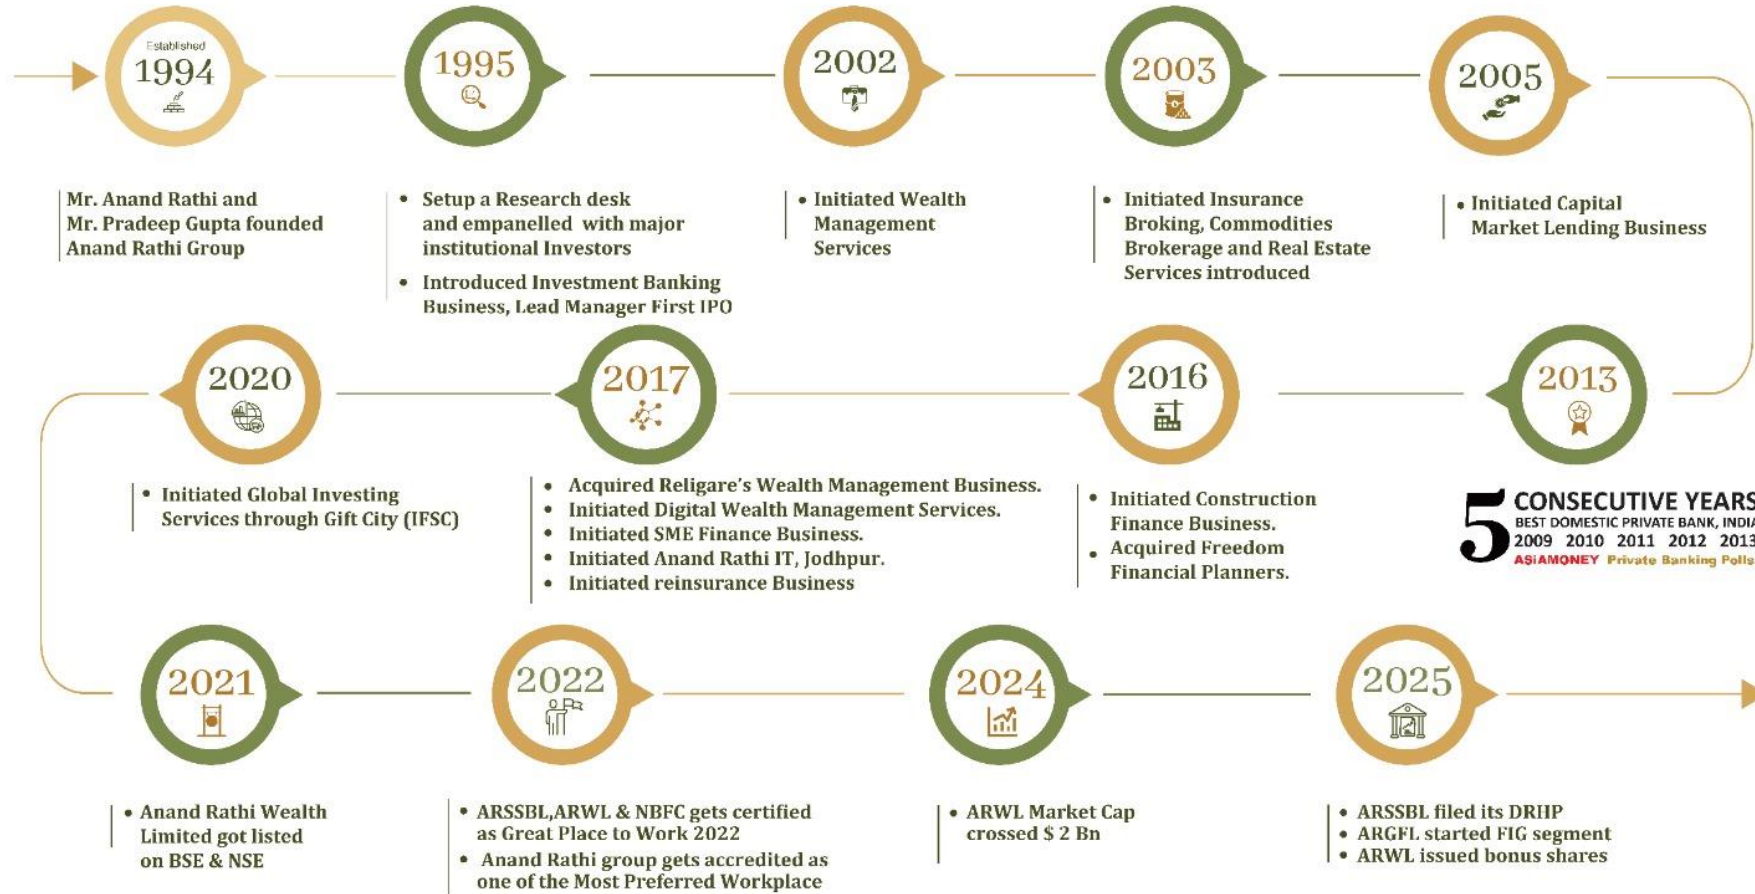 Established
1994
Mr. Anand Rathi and
Mr. Pradeep Gupta founded
Anand Rathi Group
1995
• Setup a Research desk
and empanelled with major
institutional Investors
• Introduced Investment Banking
Business, Lead Manager First IPO
2002
• Initiated Wealth
Management
Services
2003
• Initiated Insurance
Broking, Commodities
Brokerage and Real Estate
Services introduced
2005
• Initiated Capital
Market Lending Business
2013
5 CONSECUTIVE YEARS
BEST DOMESTIC PRIVATE BANK, INDIA
2009 2010 2011 2012 2013
ASiAMONEY Private Banking Polls
2016
• Initiated Construction
Finance Business.
• Acquired Freedom
Financial Planners.
2017
• Acquired Religare's Wealth Management Business.
• Initiated Digital Wealth Management Services.
• Initiated SME Finance Business.
• Initiated Anand Rathi IT, Jodhpur.
• Initiated reinsurance Business
2020
• Initiated Global Investing
Services through Gift City (IFSC)
2021
• Anand Rathi Wealth
Limited got listed
on BSE & NSE
2022
• ARSSBL,ARWL & NBFC gets certified
as Great Place to Work 2022
• Anand Rathi group gets accredited as
one of the Most Preferred Workplace
2024
• ARWL Market Cap
crossed $ 2 Bn
2025
• ARSSBL filed its DRHP
• ARGFL started FIG segment
• ARWL issued bonus shares